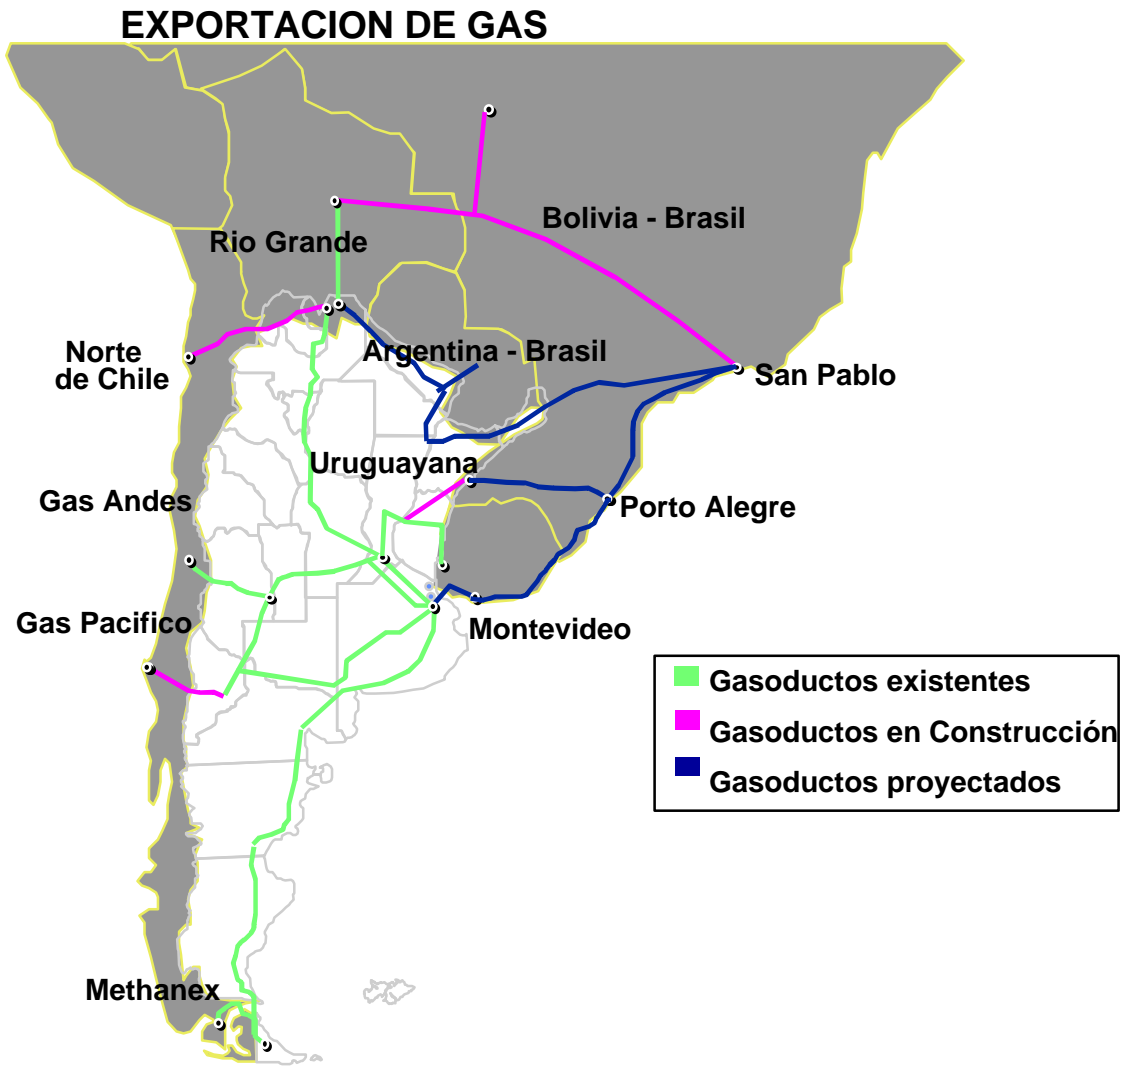 EXPORTACION DE GAS
Bolivia - Brasil
Rio Grande
Norte
de Chile
Argentina - Brasil
San Pablo
Uruguayana
Gas Andes
Porto Alegre
Gas Pacifico
Montevideo
Gasoductos existentes
Gasoductos en Construcción
Gasoductos proyectados
Methanex